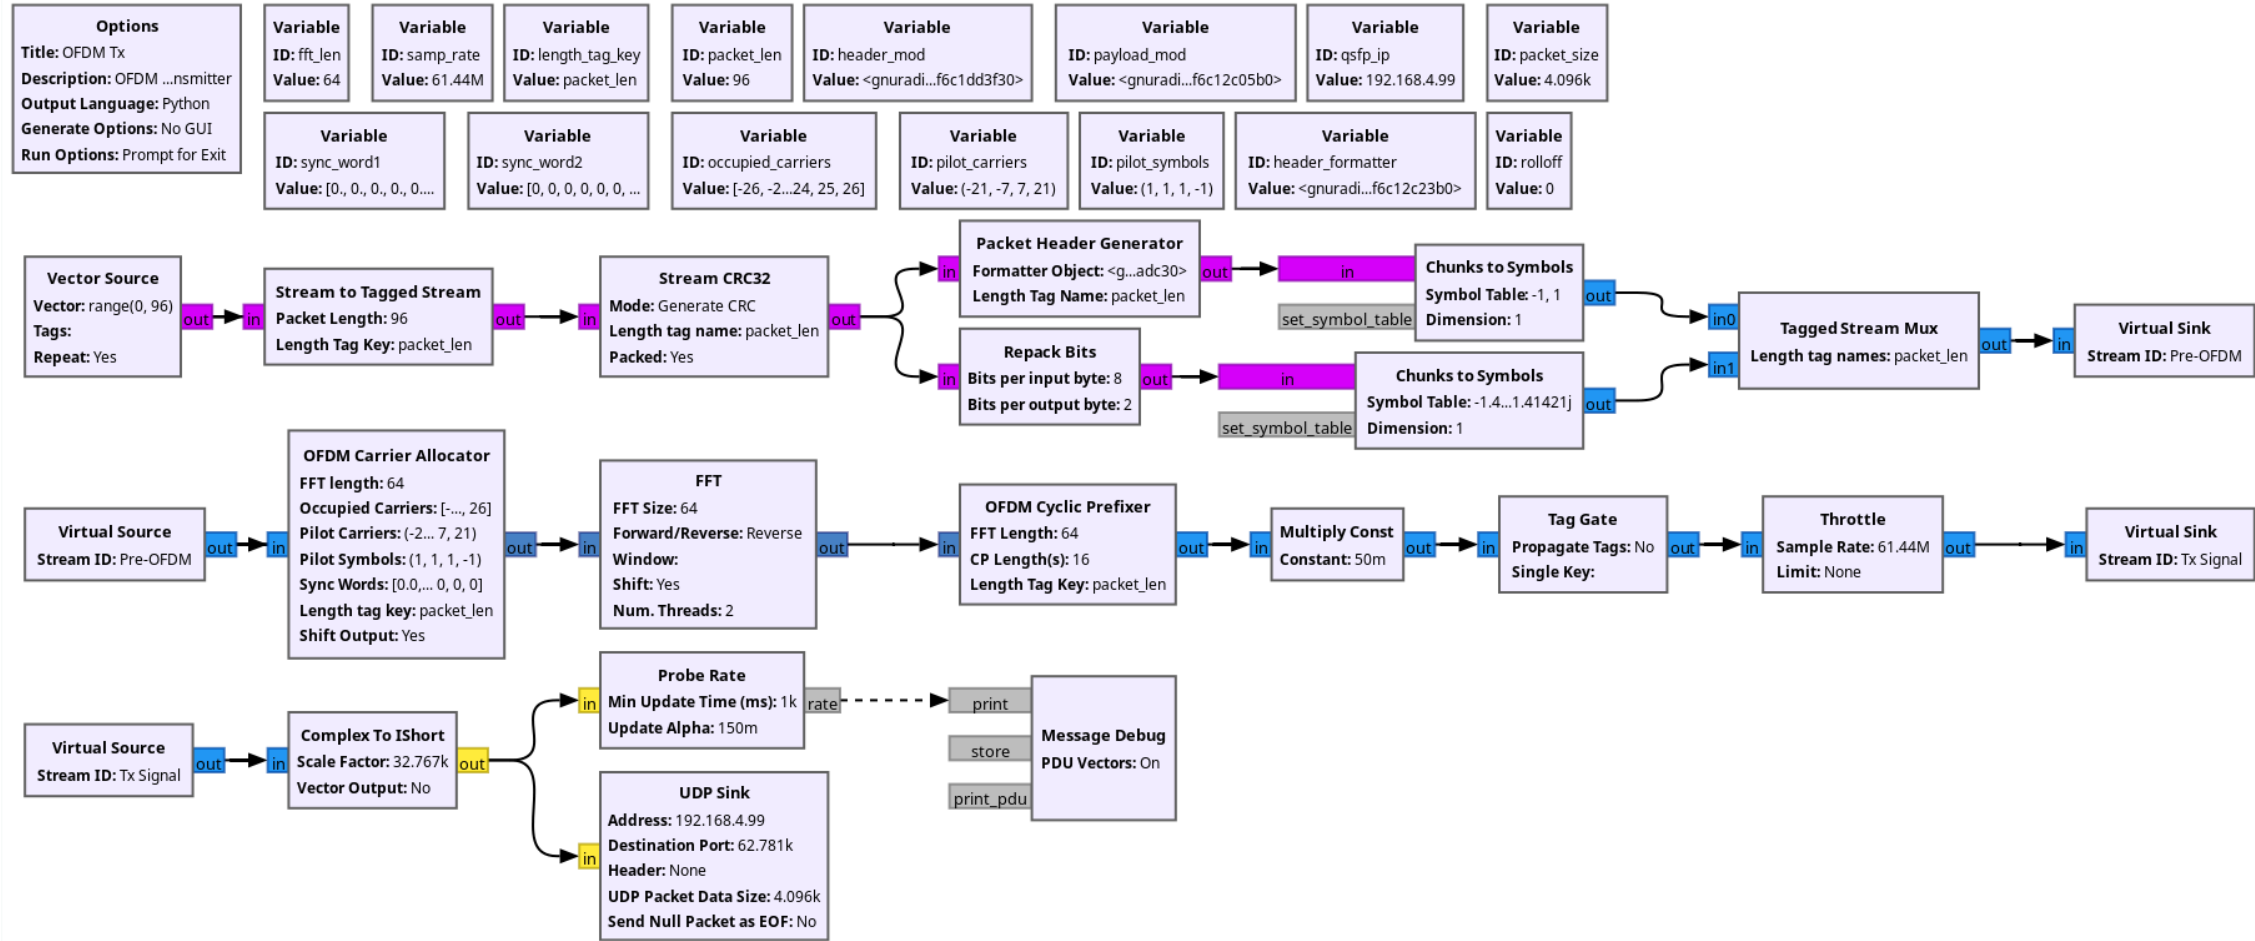 Options
Title: OFDM Tx
Description: OFDM ...nsmitter
Output Language: Python
Generate Options: No GUI
Run Options: Prompt for Exit
Variable
ID: fft_len
Value: 64
Variable
ID: samp_rate
Value: 61.44M
Variable
ID: length_tag_key
Value: packet_len
Variable
ID: packet_len
Value: 96
Variable
ID: header_mod
Value: <gnuradi...f6c1dd3f30>
Variable
ID: payload_mod
Value: <gnuradi...f6c12c05b0>
Variable
ID: qsfp_ip
Value: 192.168.4.99
Variable
ID: packet_size
Value: 4.096k
Variable
ID: sync_word1
Value: [0., 0., 0., 0., 0....
Variable
ID: sync_word2
Value: [0, 0, 0, 0, 0, 0, ...
Variable
ID: occupied_carriers
Value: [-26, -2...24, 25, 26]
Variable
ID: pilot_carriers
Value: (-21, -7, 7, 21)
Variable
ID: pilot_symbols
Value: (1, 1, 1, -1)
Variable
ID: header_formatter
Value: <gnuradi...f6c12c23b0>
Variable
ID: rolloff
Value: 0
Vector Source
Vector: range(0, 96)
Tags:
Repeat: Yes
out
in
Stream to Tagged Stream
Packet Length: 96
Length Tag Key: packet_len
out
in
Stream CRC32
Mode: Generate CRC
Length tag name: packet_len
Packed: Yes
out
in
Packet Header Generator
Formatter Object: <g...adc30>
Length Tag Name: packet_len
out
in
set_symbol_table
Chunks to Symbols
Symbol Table: -1, 1
Dimension: 1
out
in
Repack Bits
Bits per input byte: 8
Bits per output byte: 2
out
in
set_symbol_table
Chunks to Symbols
Symbol Table: -1.4...1.41421j
Dimension: 1
out
in0
in1
Tagged Stream Mux
Length tag names: packet_len
out
in
Virtual Sink
Stream ID: Pre-OFDM
Virtual Source
Stream ID: Pre-OFDM
out
in
OFDM Carrier Allocator
FFT length: 64
Occupied Carriers: [-..., 26]
Pilot Carriers: (-2... 7, 21)
Pilot Symbols: (1, 1, 1, -1)
Sync Words: [0.0,... 0, 0, 0]
Length tag key: packet_len
Shift Output: Yes
out
in
FFT
FFT Size: 64
Forward/Reverse: Reverse
Window:
Shift: Yes
Num. Threads: 2
out
in
OFDM Cyclic Prefixer
FFT Length: 64
CP Length(s): 16
Length Tag Key: packet_len
out
in
Multiply Const
Constant: 50m
out
in
Tag Gate
Propagate Tags: No
Single Key:
out
in
Throttle
Sample Rate: 61.44M
Limit: None
out
in
Virtual Sink
Stream ID: Tx Signal
Virtual Source
Stream ID: Tx Signal
out
in
Complex To IShort
Scale Factor: 32.767k
Vector Output: No
out
in
Probe Rate
Min Update Time (ms): 1k
Update Alpha: 150m
rate
print
store
print_pdu
Message Debug
PDU Vectors: On
in
UDP Sink
Address: 192.168.4.99
Destination Port: 62.781k
Header: None
UDP Packet Data Size: 4.096k
Send Null Packet as EOF: No